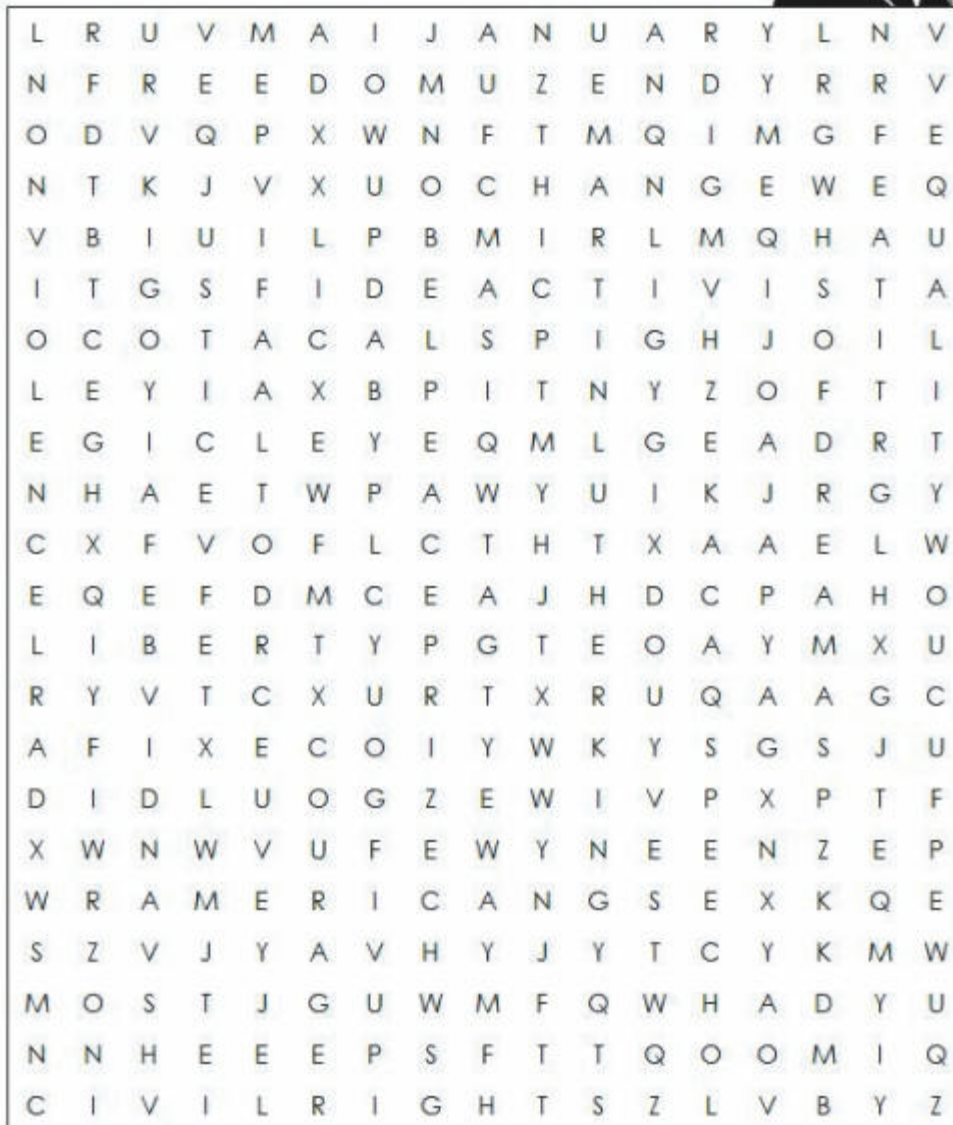 L R U V M A I J A N U A R Y L N V
N F R E E D O M U Z E N D Y R R V
O D V Q P X W N F T M Q I M G F E
N T K J V X U O C H A N G E W E Q
V B I U I L P B M I R L M Q H A U
I T G S F I D E A C T I V I S T A
O C O T A C A L S P I G H J O I L
L E Y I A X B P I T N Y Z O F T I
E G I C L E Y E Q M L G E A D R T
N H A E T W P A W Y U I K J R G Y
C X F V O F L C T H T X A A E L W
E Q E F D M C E A J H D C P A H O
L I B E R T Y P G T E O A Y M X U
R Y V T C X U R T X R U Q A A G C
A F I X E C O I Y W K Y S G S J U
D I D L U O G Z E W I V P X P T F
X W N W V U F E W Y N E E N Z E P
W R A M E R I C A N G S E X K Q E
S Z V J Y A V H Y J Y T C Y K M W
M O S T J G U W M F Q W H A D Y U
N N H E E E P S F T T Q O O M I Q
C I V I L R I G H T S Z L V B Y Z